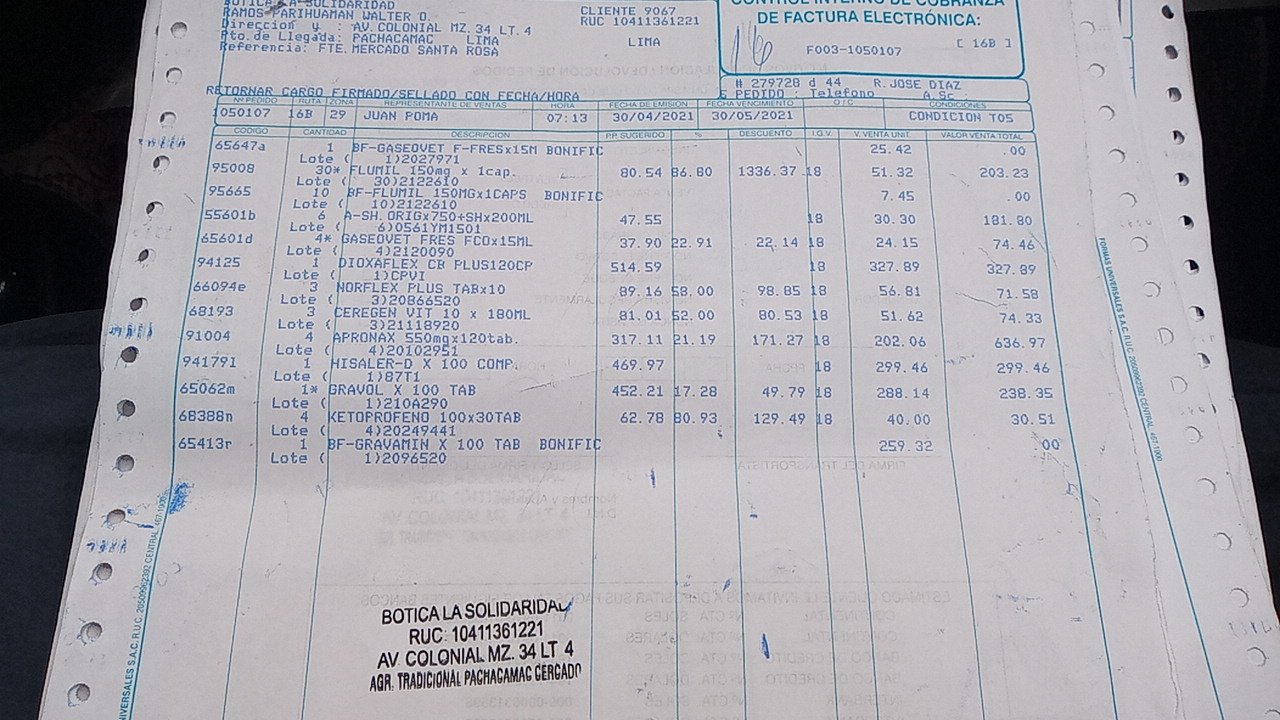 BOTICA LA SOLIDARIDAD
RAMOS PARIHUAMAN WALTER O.
CLIENTE 9067
RUC 10411361221
Direccion y : AV.COLONIAL MZ.34 LT.4
Pto.de Llegada: PACHACAMAC LIMA
LIMA
Referencia: FTE.MERCADO SANTA ROSA
CONTROL INTERNO DE COBRANZA
DE FACTURA ELECTRÓNICA:
F003-1050107 [ 16B ]
# 279728 d 44 R.JOSE DIAZ
PEDIDO : Telefono A.Sc
RETORNAR CARGO FIRMADO/SELLADO CON FECHA/HORA
Nº PEDIDO RUTA ZONA REPRESENTANTE DE VENTAS HORA FECHA DE EMISION FECHA VENCIMIENTO O / C CONDICIONES
1050107 16B 29 JUAN POMA 07:13 30/04/2021 30/05/2021 CONDICION T05
CODIGO CANTIDAD DESCRIPCION P.P. SUGERIDO % DESCUENTO I.G.V. V.VENTA UNIT. VALOR VENTA TOTAL
65647a 1 BF-GASEOVET F-FRESx15M BONIFIC 25.42 .00
Lote ( 1)2027971
95008 30* FLUMIL 150mg x 1cap. 80.54 86.80 1336.37 18 51.32 203.23
Lote ( 30)2122610
95665 10 BF-FLUMIL 150MGx1CAPS BONIFIC 7.45 .00
Lote ( 10)2122610
55601b 6 A-SH.ORIGx750+SHx200ML 47.55 18 30.30 181.80
Lote ( 6)0561YM1501
65601d 4* GASEOVET FRES FCOx15ML 37.90 22.91 22.14 18 24.15 74.46
Lote ( 4)2120090
94125 1 DIOXAFLEX CB PLUS120CP 514.59 18 327.89 327.89
Lote ( 1)CPVI
66094e 3 NORFLEX PLUS TABx10 89.16 58.00 98.85 18 56.81 71.58
Lote ( 3)20866520
68193 3 CEREGEN VIT 10 x 180ML 81.01 52.00 80.53 18 51.62 74.33
Lote ( 3)21118920
91004 4 APRONAX 550mgx120tab. 317.11 21.19 171.27 18 202.06 636.97
Lote ( 4)20102951
941791 1 HISALER-D X 100 COMP. 469.97 18 299.46 299.46
Lote ( 1)87T1
65062m 1* GRAVOL X 100 TAB 452.21 17.28 49.79 18 288.14 238.35
Lote ( 1)210A290
68388n 4 KETOPROFENO 100x30TAB 62.78 80.93 129.49 18 40.00 30.51
Lote ( 4)20249441
65413r 1 BF-GRAVAMIN X 100 TAB BONIFIC 259.32 00
Lote ( 1)2096520
BOTICA LA SOLIDARIDAD
RUC: 10411361221
AV. COLONIAL MZ. 34 LT. 4
AGR. TRADICIONAL PACHACAMAC CERCADO